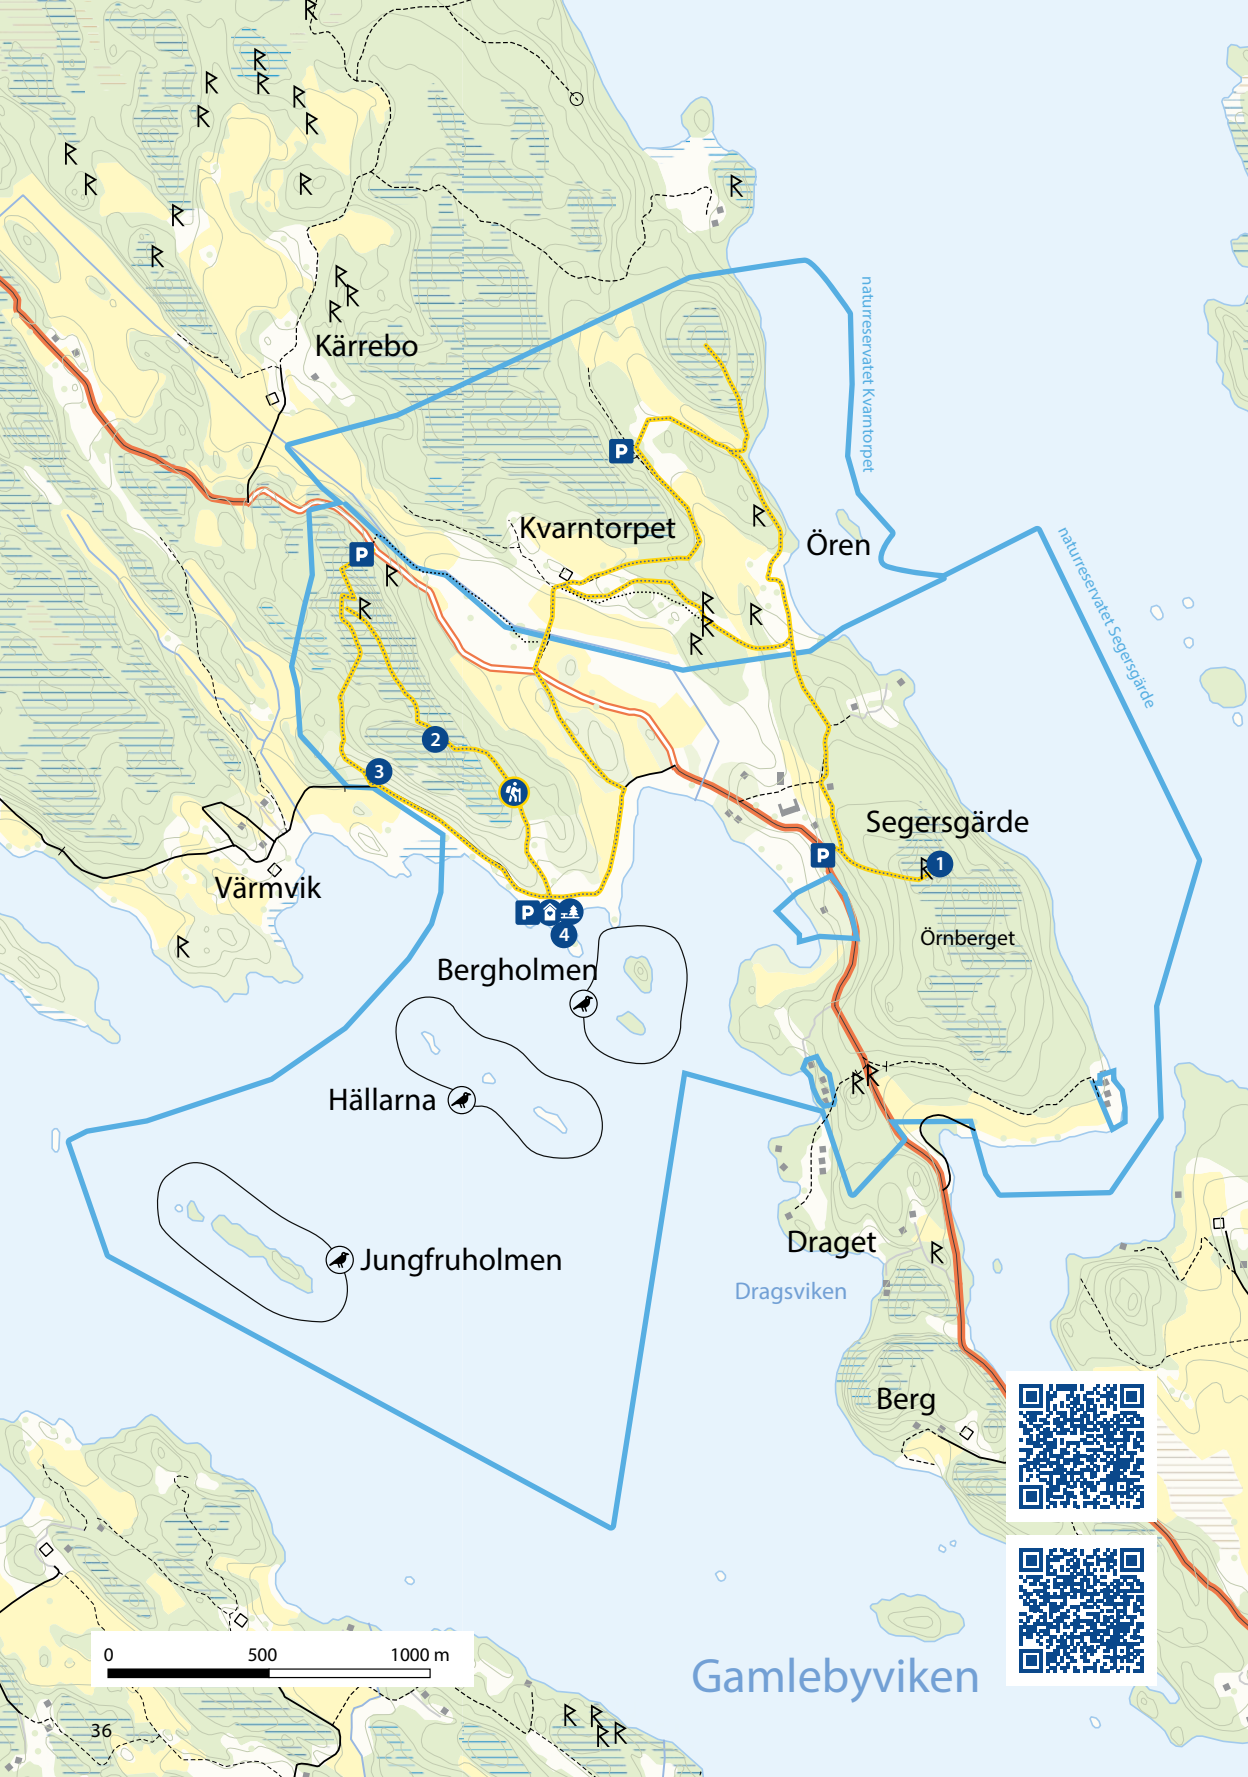 Kärrebo
naturreservatet Kvarntorpet
P
Kvarntorpet
Ören
P
naturreservatet Segersgärde
2
3
Segersgärde
P
1
Värmvik
P
4
Örnberget
Bergholmen
Hällarna
Draget
Jungfruholmen
Dragsviken
Berg
0 500 1000 m
Gamlebyviken
36